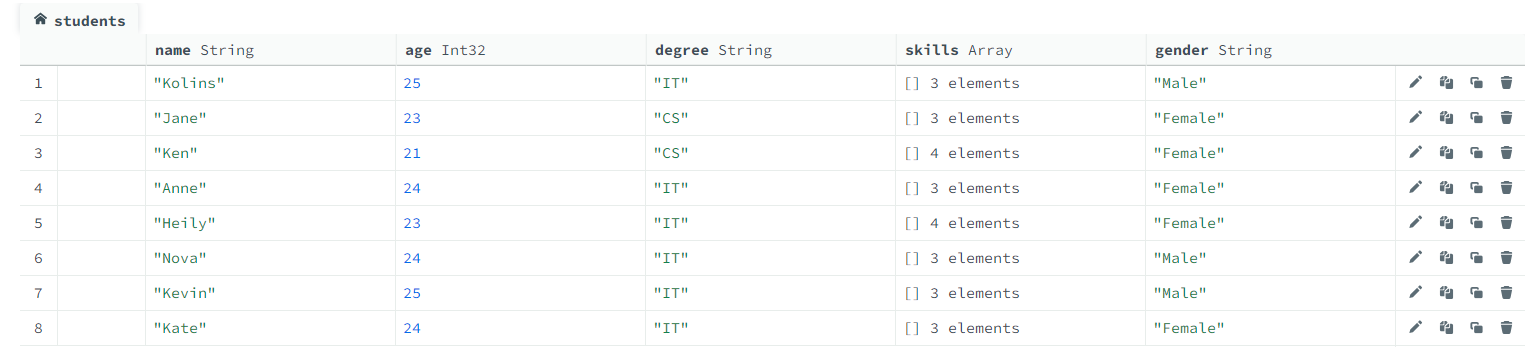 students
name String age Int32 degree String skills Array gender String
1 "Kolins" 25 "IT" [] 3 elements "Male"
2 "Jane" 23 "CS" [] 3 elements "Female"
3 "Ken" 21 "CS" [] 4 elements "Female"
4 "Anne" 24 "IT" [] 3 elements "Female"
5 "Heily" 23 "IT" [] 4 elements "Female"
6 "Nova" 24 "IT" [] 3 elements "Male"
7 "Kevin" 25 "IT" [] 3 elements "Male"
8 "Kate" 24 "IT" [] 3 elements "Female"